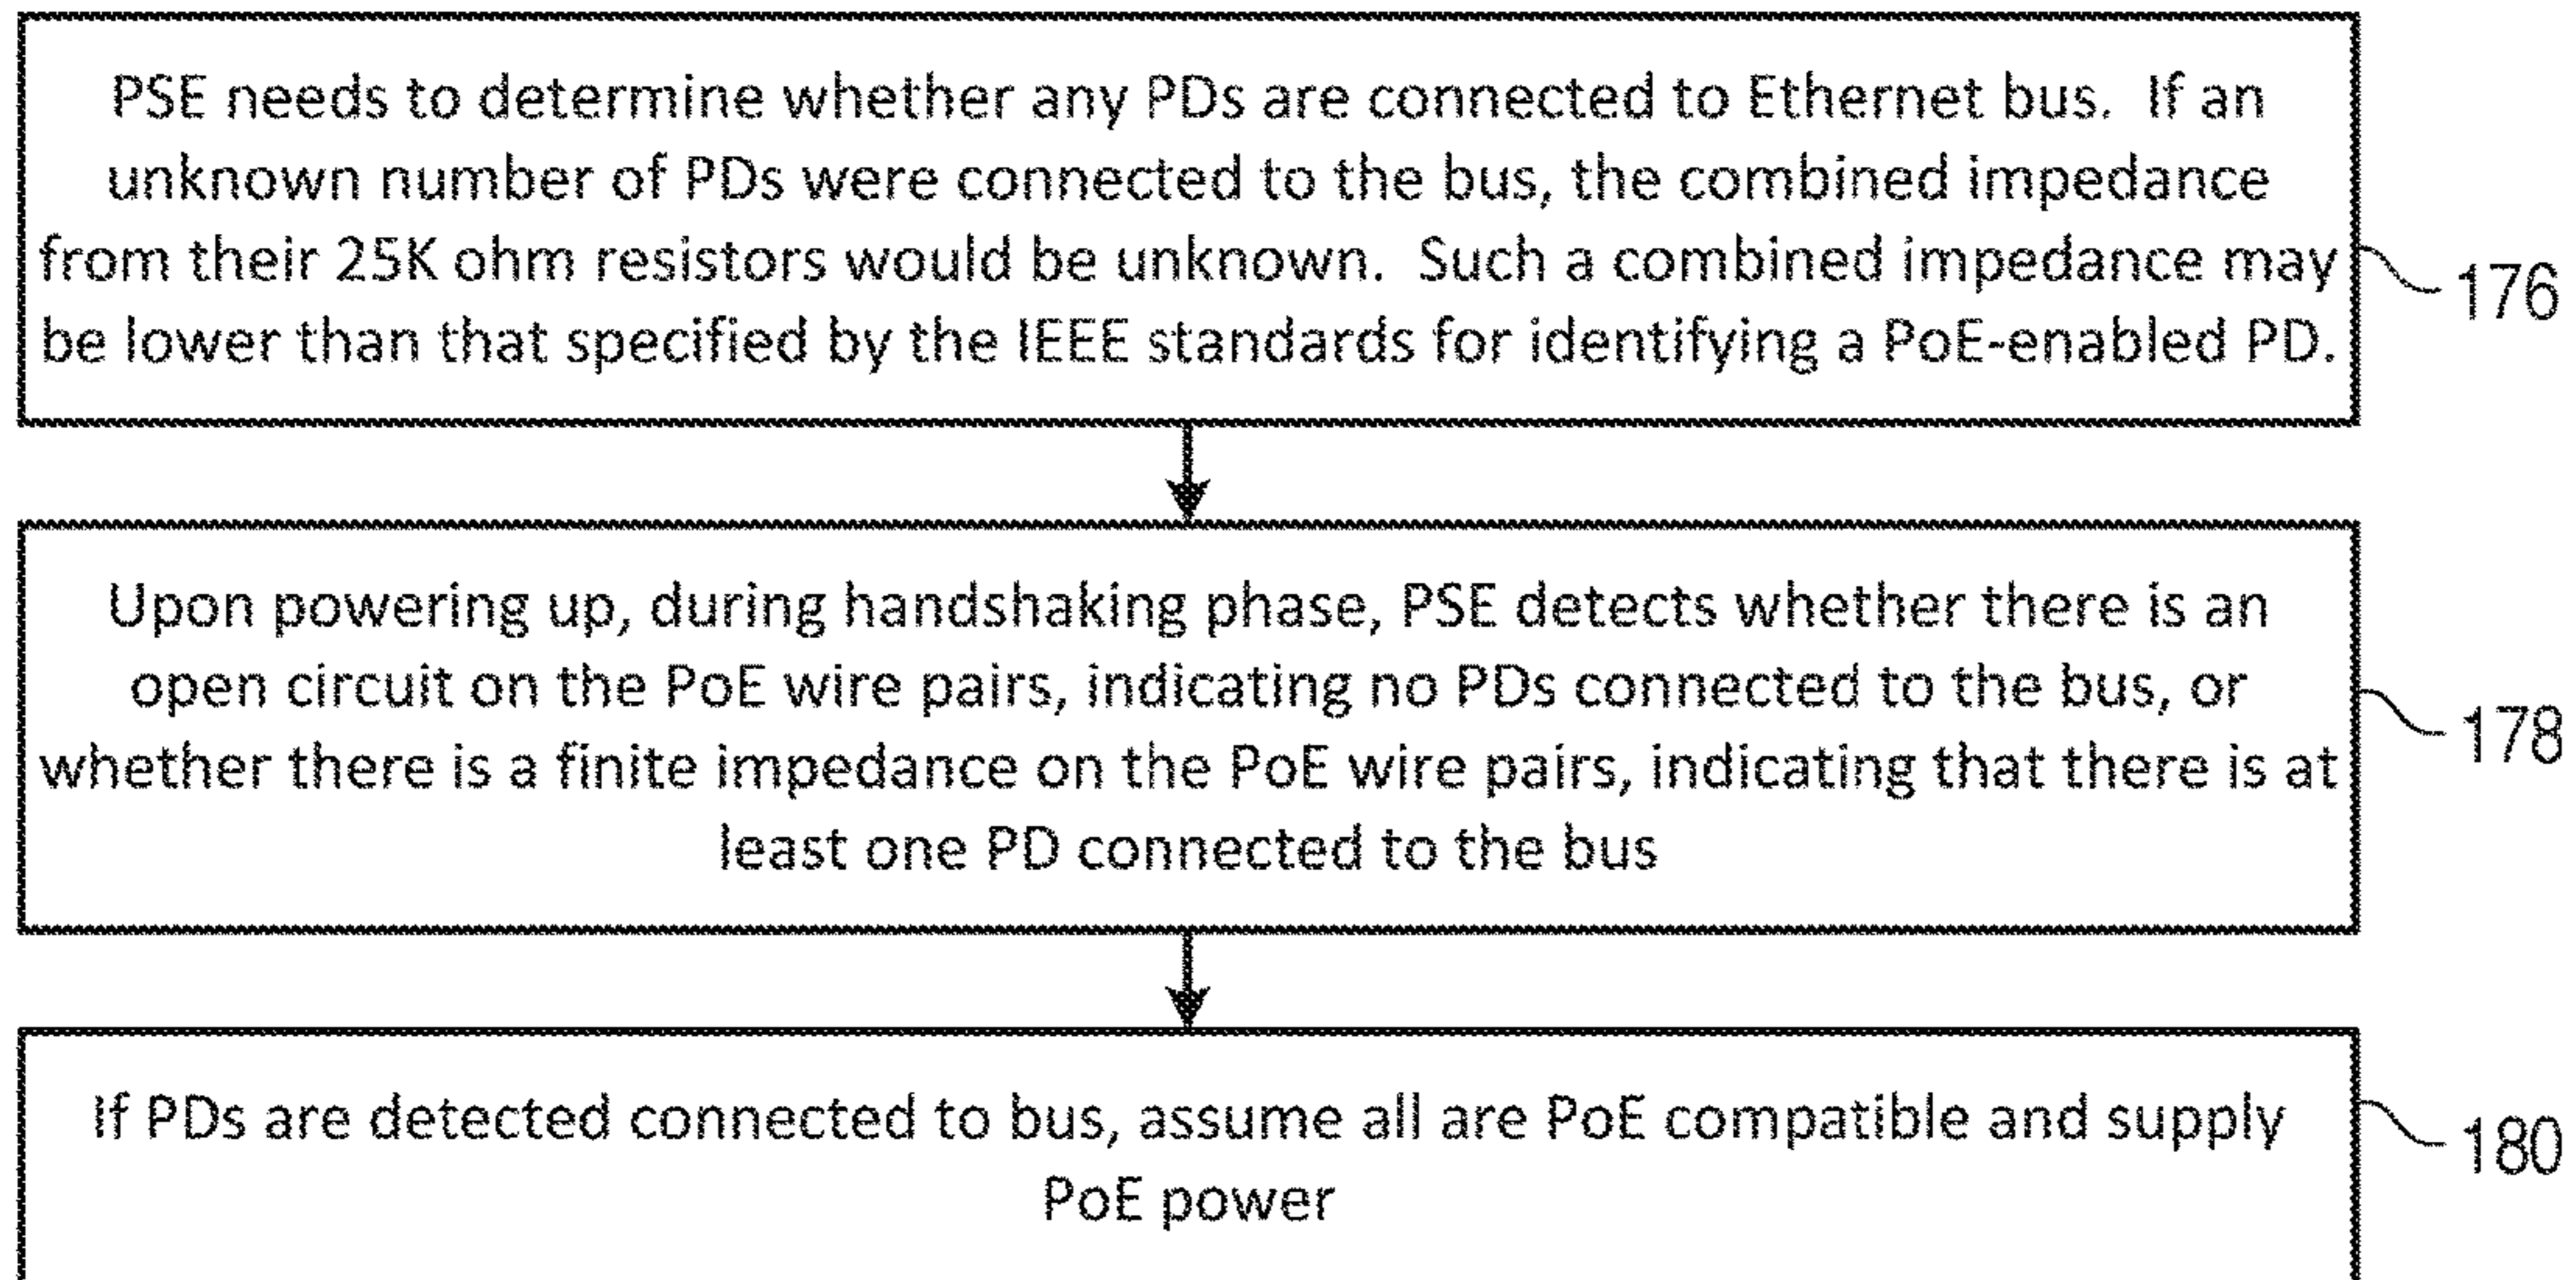 PSE needs to determine whether any PDs are connected to Ethernet bus. If an
unknown number of PDs were connected to the bus, the combined impedance
from their 25K ohm resistors would be unknown. Such a combined impedance may
be lower than that specified by the IEEE standards for identifying a PoE-enabled PD.
176
Upon powering up, during handshaking phase, PSE detects whether there is an
open circuit on the PoE wire pairs, indicating no PDs connected to the bus, or
whether there is a finite impedance on the PoE wire pairs, indicating that there is at
least one PD connected to the bus
178
If PDs are detected connected to bus, assume all are PoE compatible and supply
PoE power
180